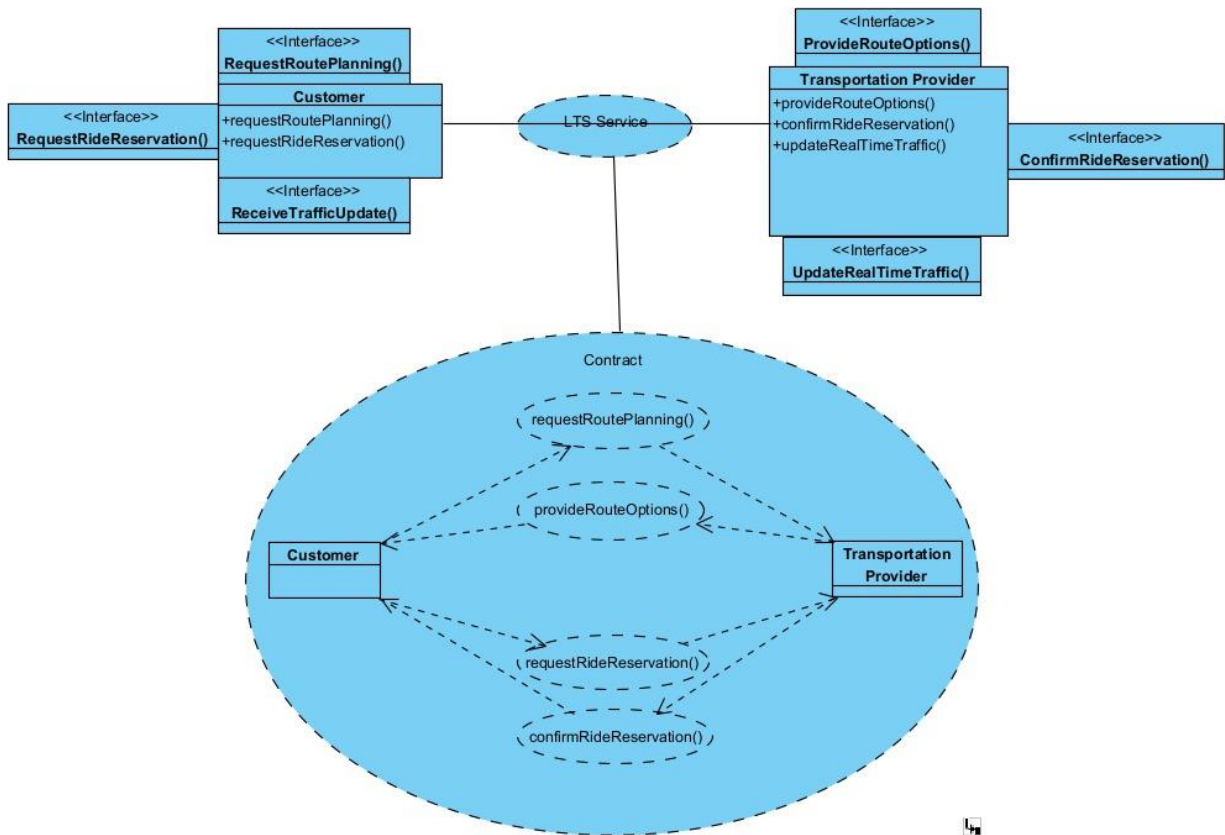 <<Interface>>
RequestRoutePlanning()
<<Interface>>
RequestRideReservation()
Customer
+requestRoutePlanning()
+requestRideReservation()
<<Interface>>
ReceiveTrafficUpdate()
LTS Service
<<Interface>>
ProvideRouteOptions()
Transportation Provider
+provideRouteOptions()
+confirmRideReservation()
+updateRealTimeTraffic()
<<Interface>>
ConfirmRideReservation()
<<Interface>>
UpdateRealTimeTraffic()
Contract
requestRoutePlanning()
provideRouteOptions()
Customer
Transportation
Provider
requestRideReservation()
confirmRideReservation()